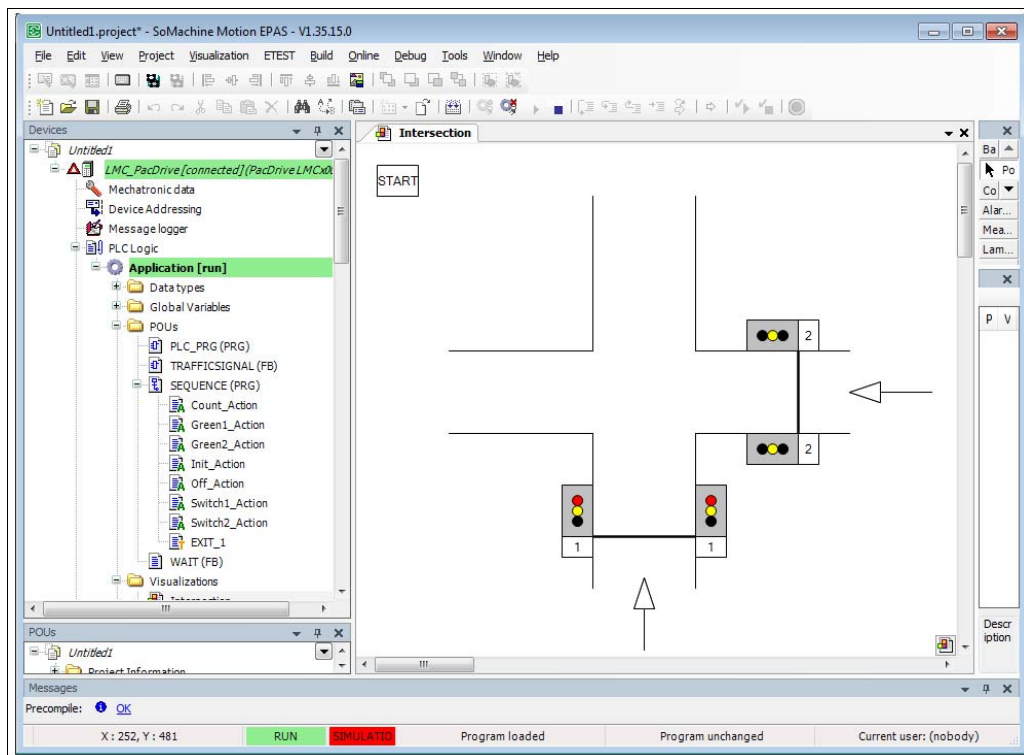 Untitled1.project* - SoMachine Motion EPAS - V1.35.15.0
File Edit View Project Visualization ETEST Build Online Debug Tools Window Help
Devices
Untitled1
LMC_PacDrive [connected] (PacDrive LMCx0
Mechatronic data
Device Addressing
Message logger
PLC Logic
Application [run]
Data types
Global Variables
POUs
PLC_PRG (PRG)
TRAFFICSIGNAL (FB)
SEQUENCE (PRG)
Count_Action
Green1_Action
Green2_Action
Init_Action
Off_Action
Switch1_Action
Switch2_Action
EXIT_1
WAIT (FB)
Visualizations
Intersection
POUs
Untitled1
Project Information
Intersection
START
2
2
1 1
Ba
Po
Co
Alar...
Mea...
Lam...
P V
Descr
iption
Messages
Precompile: OK
X : 252, Y : 481 RUN SIMULATIO Program loaded Program unchanged Current user: (nobody)